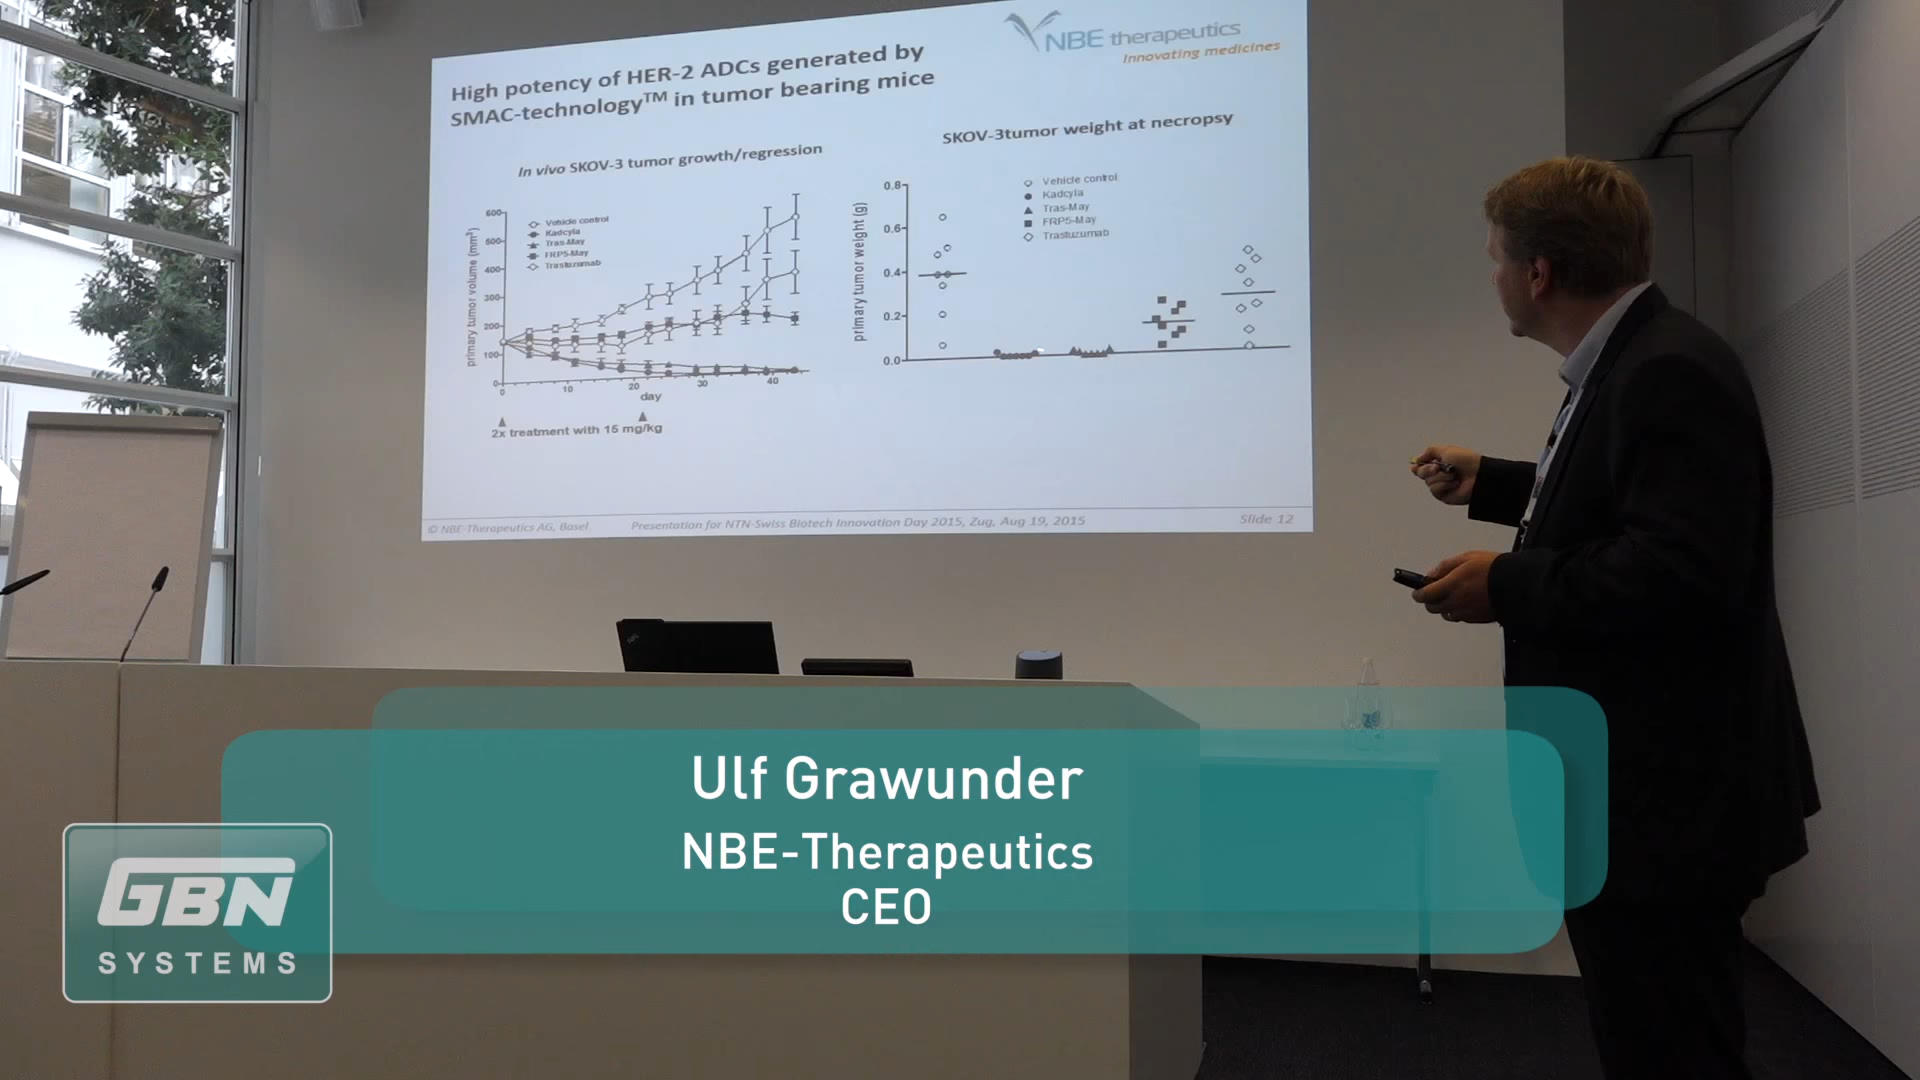 NBE therapeutics
Innovating medicines
High potency of HER-2 ADCs generated by
SMAC-technology™ in tumor bearing mice
In vivo SKOV-3 tumor growth/regression
600
500
400
300
200
100
0
primary tumor volume (mm³)
Vehicle control
Kadcyla
Tras-May
FRP5-May
Trastuzumab
0 10 20 30 40
day
2x treatment with 15 mg/kg
SKOV-3tumor weight at necropsy
0.8
0.6
0.4
0.2
0.0
primary tumor weight (g)
Vehicle control
Kadcyla
Tras-May
FRP5-May
Trastuzumab
© NBE-Therapeutics AG, Basel Presentation for NTN-Swiss Biotech Innovation Day 2015, Zug, Aug 19, 2015 Slide 12
Ulf Grawunder
NBE-Therapeutics
CEO
GBN
SYSTEMS